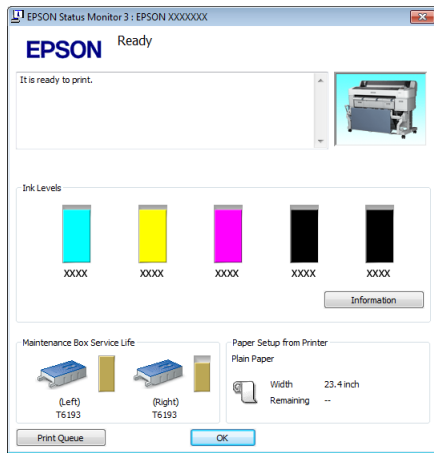 EPSON Status Monitor 3 : EPSON XXXXXXX
EPSON
Ready
It is ready to print.
Ink Levels
XXXX XXXX XXXX XXXX XXXX
Information
Maintenance Box Service Life
(Left) (Right)
T6193 T6193
Paper Setup from Printer
Plain Paper
Width 23.4 inch
Remaining --
Print Queue
OK